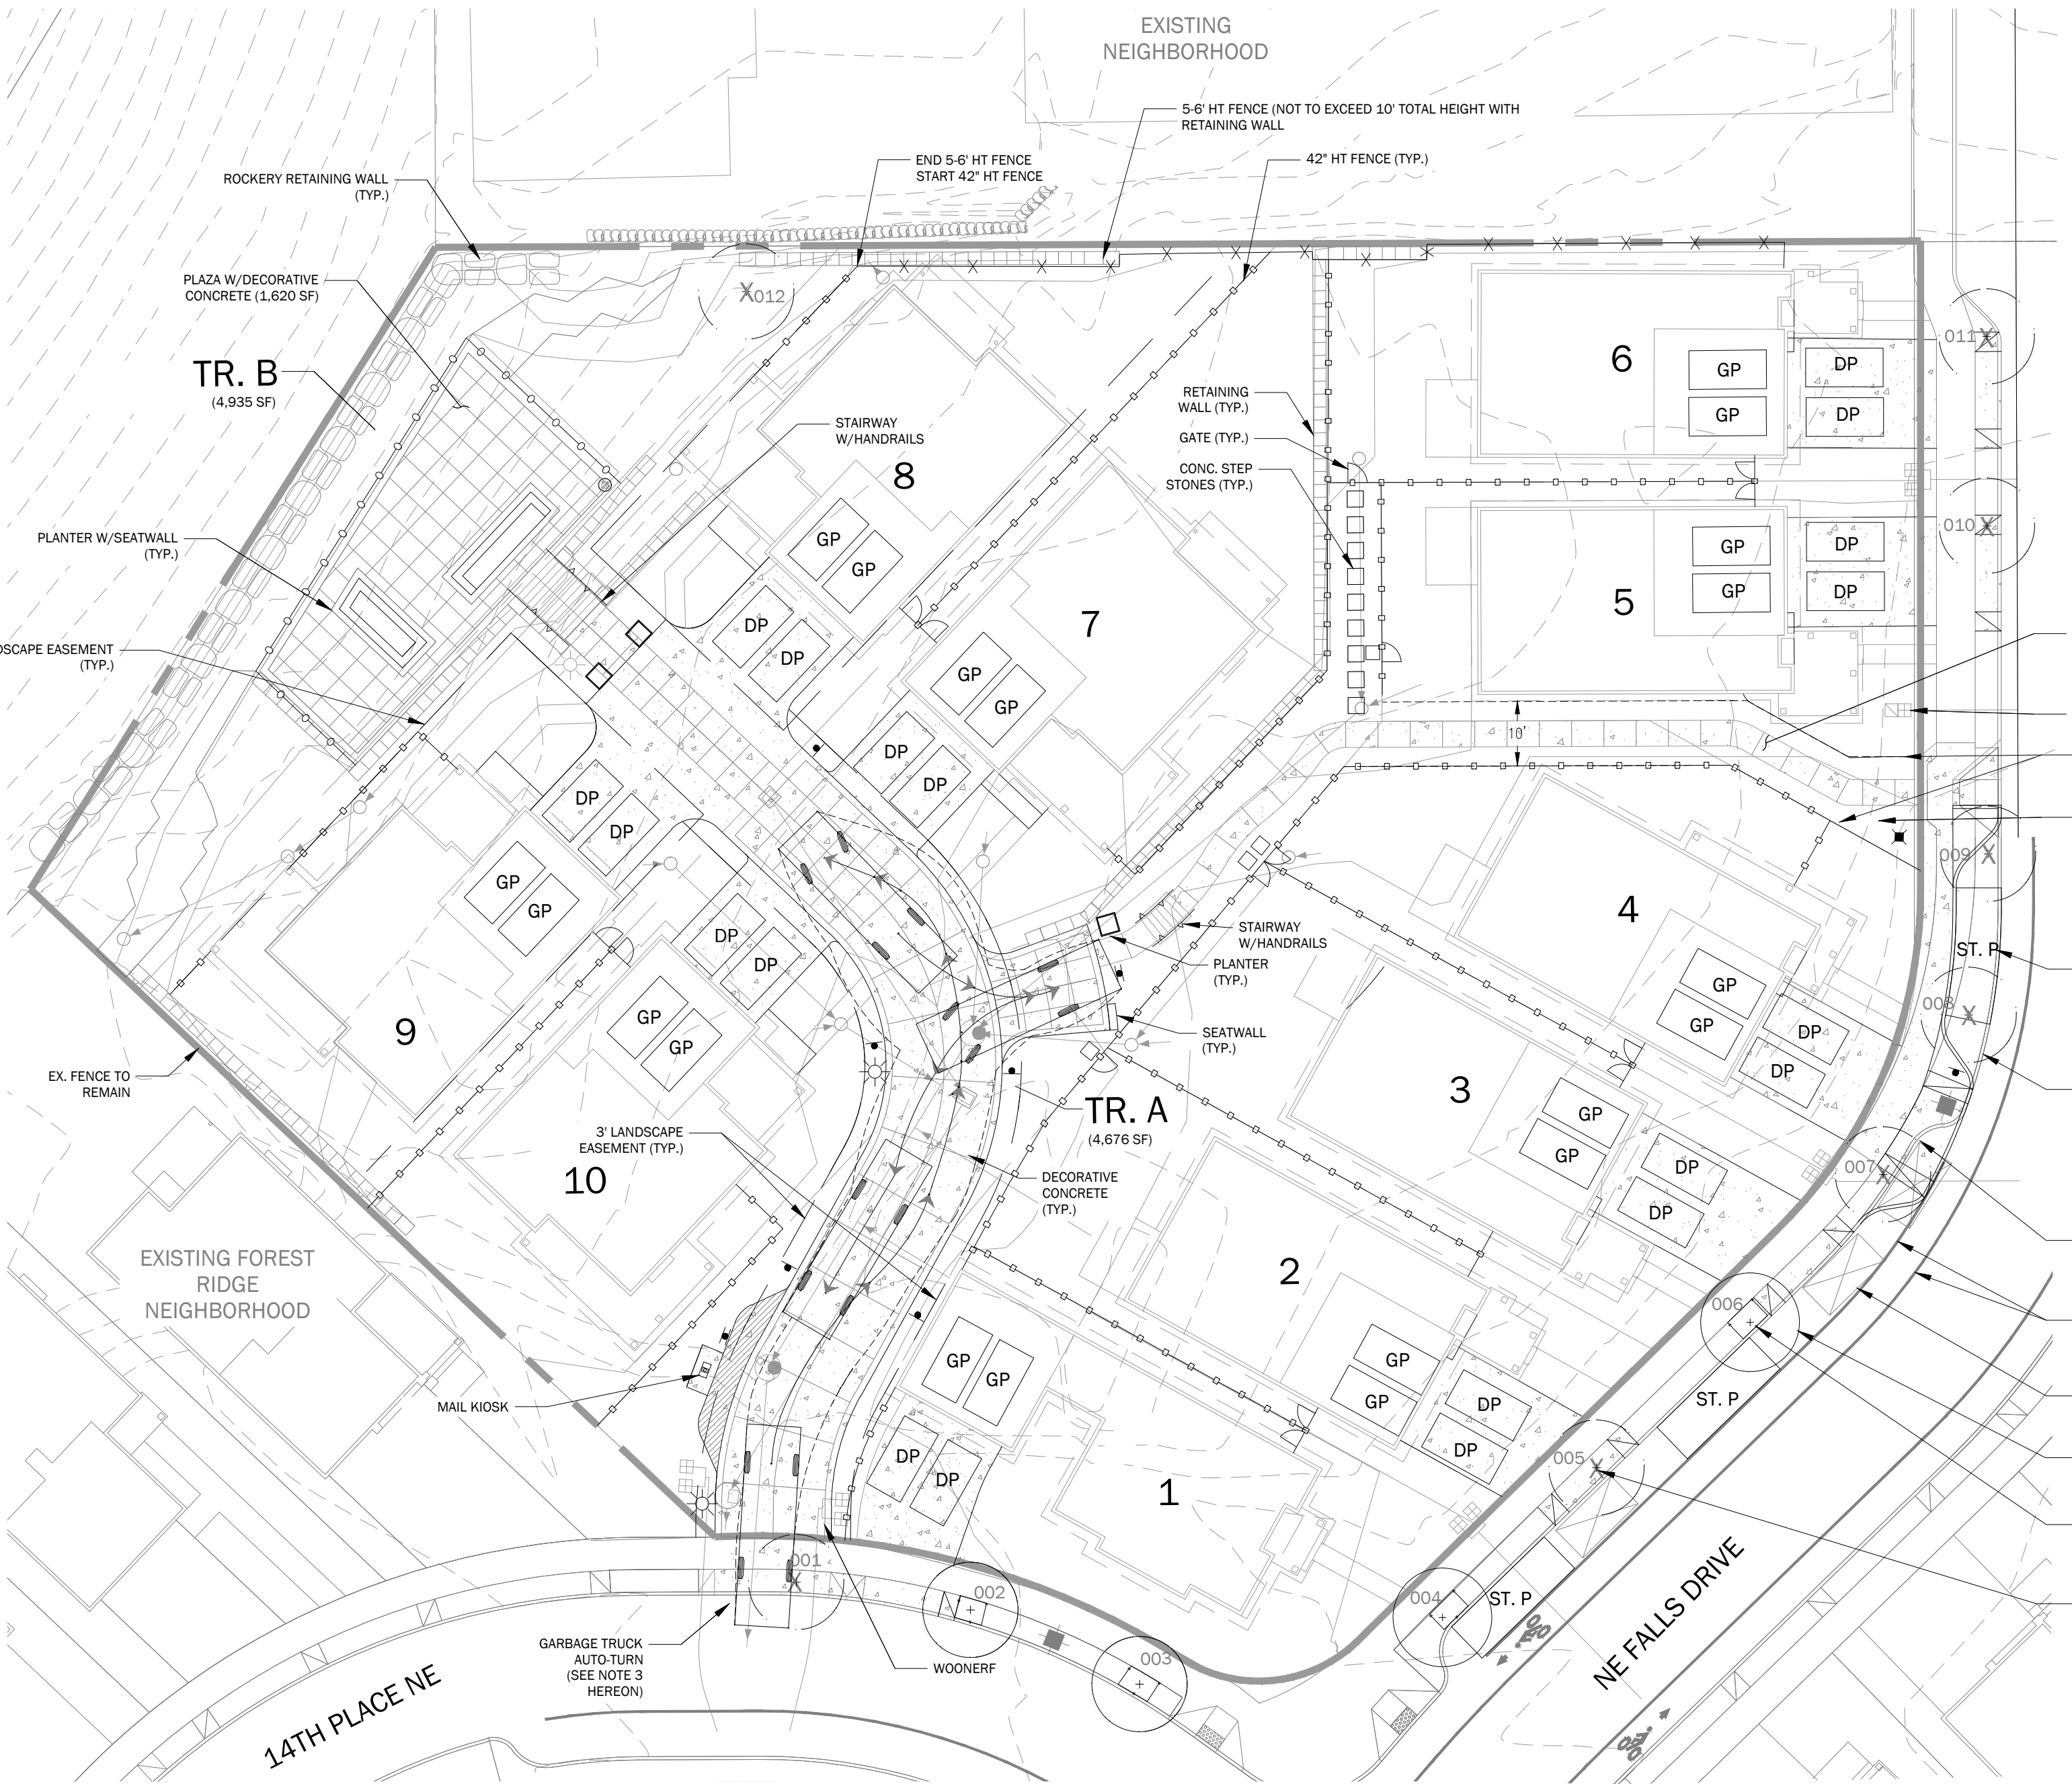 EXISTING
NEIGHBORHOOD
5-6' HT FENCE (NOT TO EXCEED 10' TOTAL HEIGHT WITH
RETAINING WALL
END 5-6' HT FENCE
START 42" HT FENCE
42" HT FENCE (TYP.)
ROCKERY RETAINING WALL
(TYP.)
PLAZA W/DECORATIVE
CONCRETE (1,620 SF)
012
TR. B
(4,935 SF)
011
6
GP
DP
GP
DP
RETAINING
WALL (TYP.)
GATE (TYP.)
CONC. STEP
STONES (TYP.)
STAIRWAY
W/HANDRAILS
8
GP
GP
DP
DP
PLANTER W/SEATWALL
(TYP.)
010
GP
DP
GP
DP
5
7
GP
GP
DP
DP
DSCAPE EASEMENT
(TYP.)
10'
DP
DP
GP
GP
9
DP
DP
GP
GP
10
009
4
GP
GP
DP
DP
ST. P
008
STAIRWAY
W/HANDRAILS
PLANTER
(TYP.)
SEATWALL
(TYP.)
EX. FENCE TO
REMAIN
TR. A
(4,676 SF)
3
GP
GP
DP
DP
007
3' LANDSCAPE
EASEMENT (TYP.)
DECORATIVE
CONCRETE
(TYP.)
EXISTING FOREST
RIDGE
NEIGHBORHOOD
2
GP
GP
DP
DP
006
ST. P
GP
GP
DP
DP
1
MAIL KIOSK
005
001
002
003
004
ST. P
GARBAGE TRUCK
AUTO-TURN
(SEE NOTE 3
HEREON)
WOONERF
14TH PLACE NE
NE FALLS DRIVE